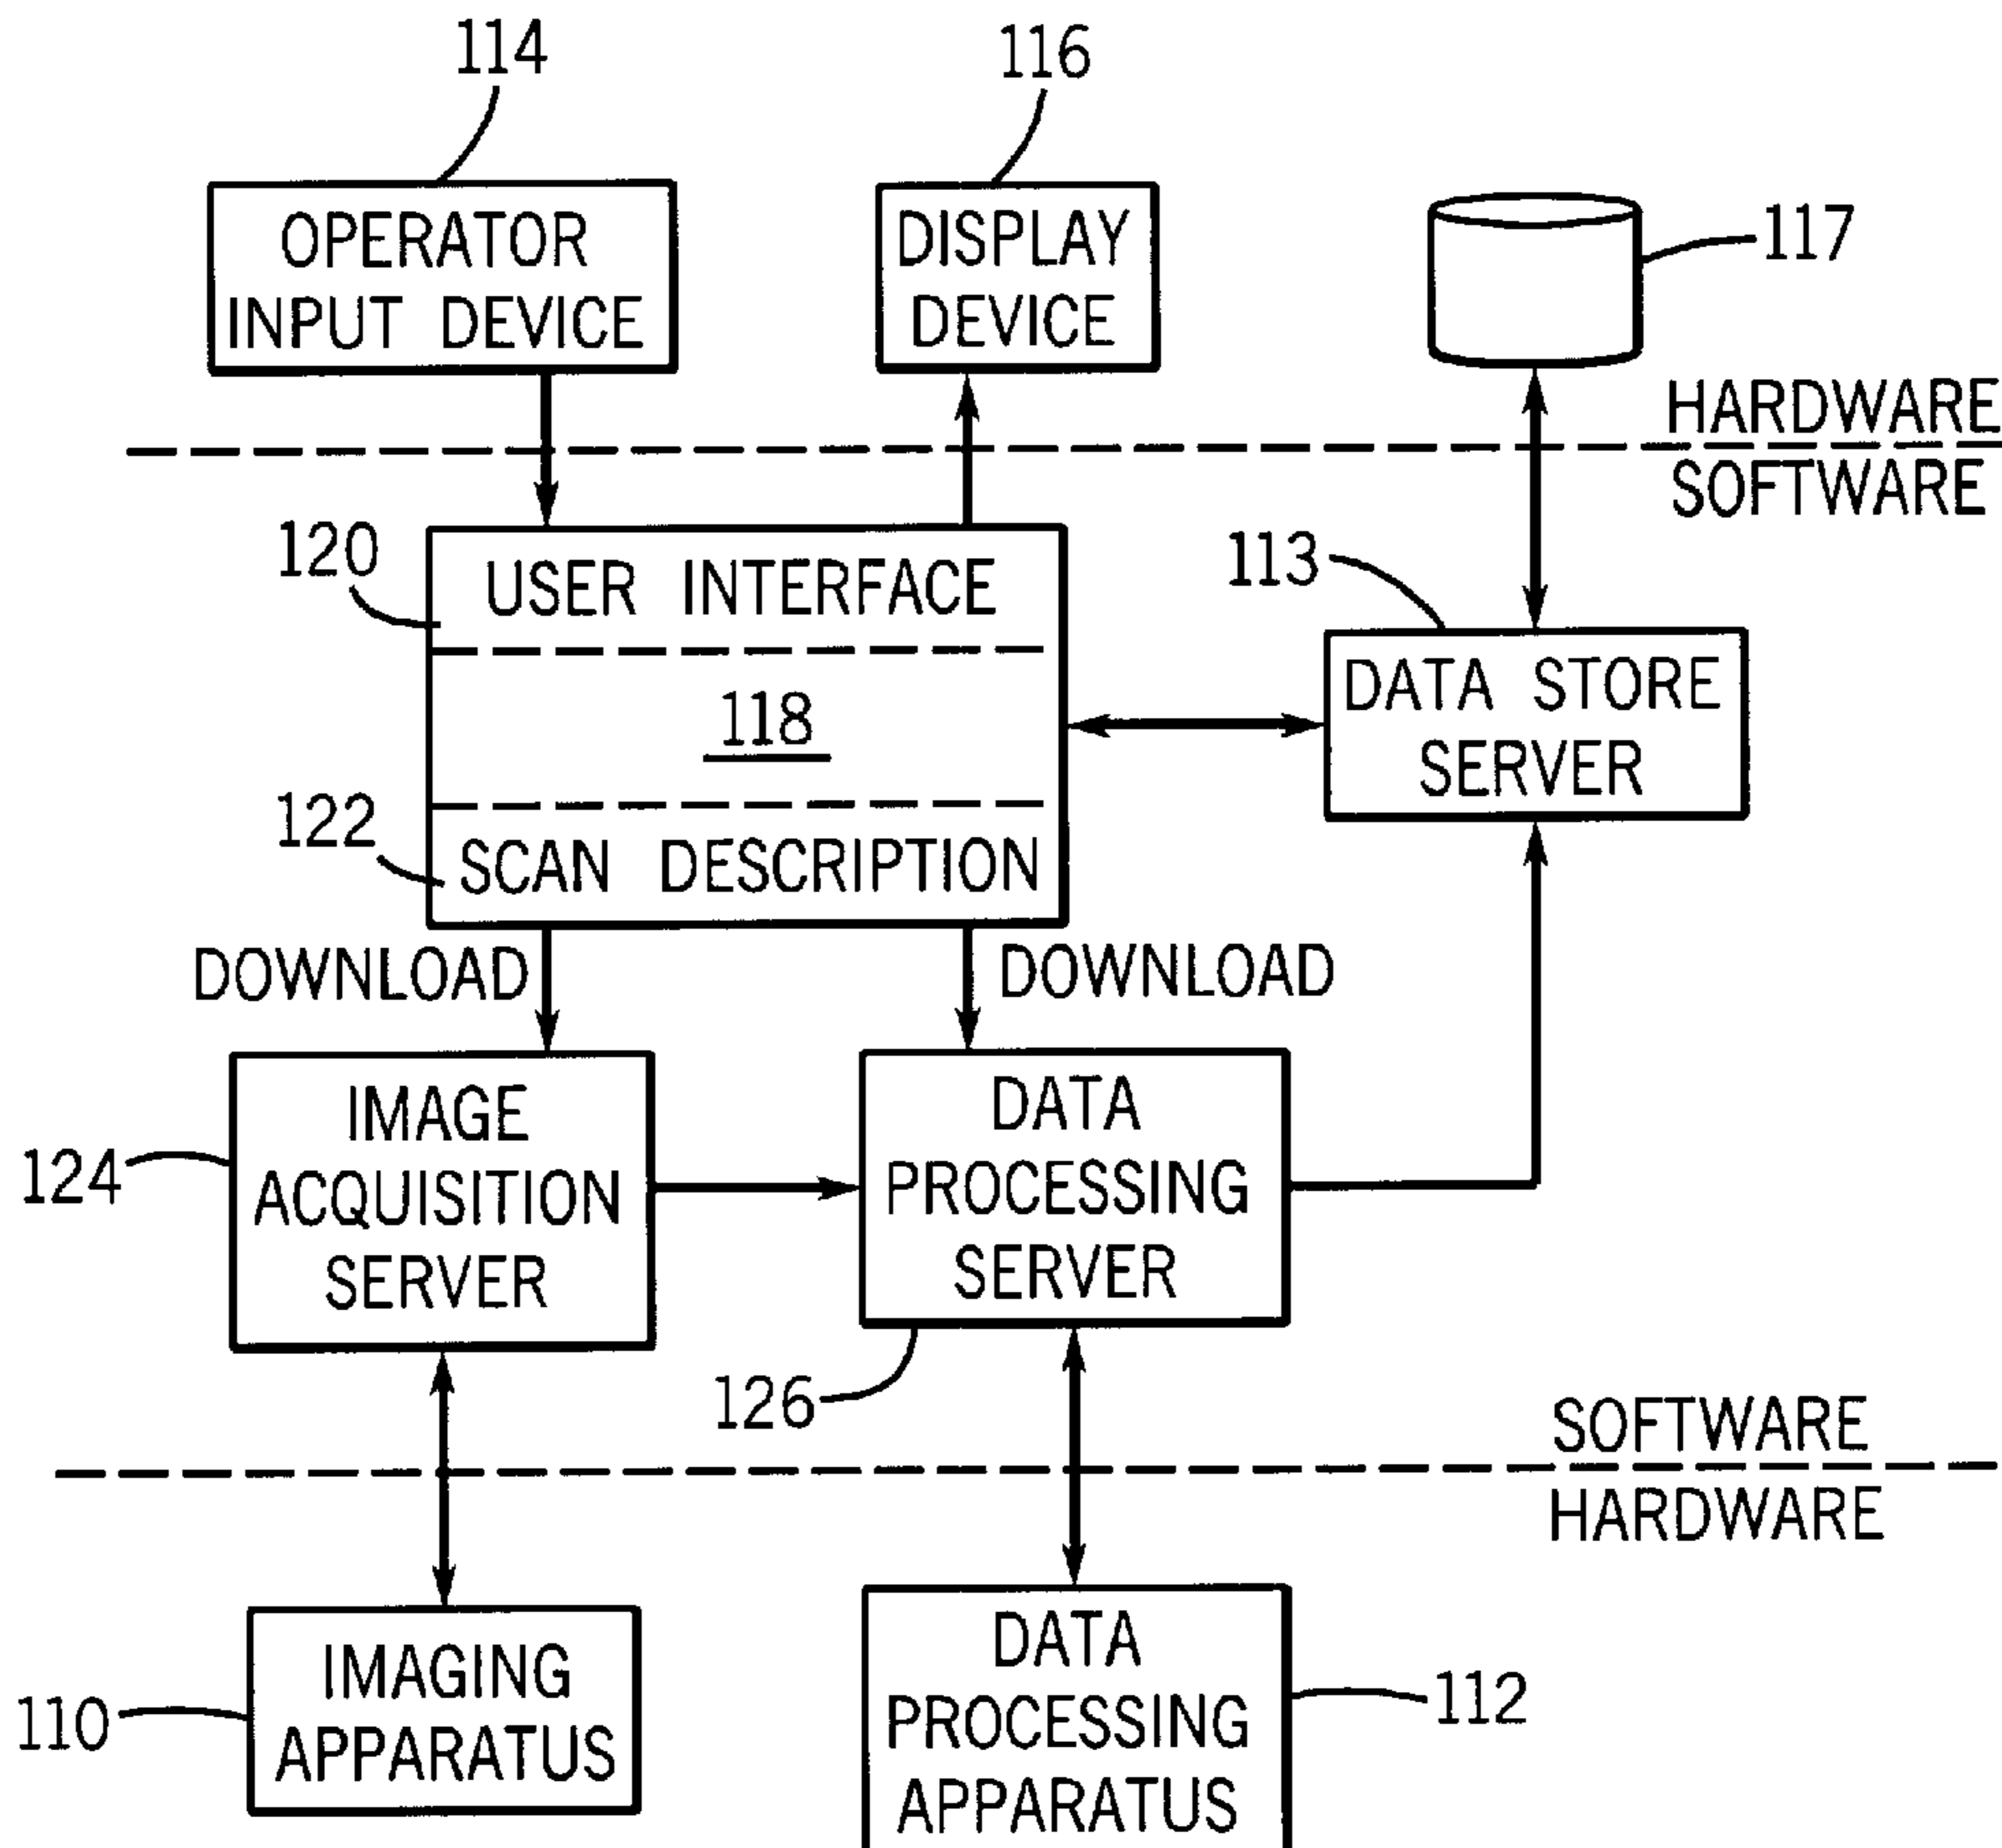 114
116
OPERATOR
INPUT DEVICE
DISPLAY
DEVICE
117
HARDWARE
SOFTWARE
120
USER INTERFACE
113
118
DATA STORE
SERVER
122
SCAN DESCRIPTION
DOWNLOAD
DOWNLOAD
124
IMAGE
ACQUISITION
SERVER
DATA
PROCESSING
SERVER
126
SOFTWARE
HARDWARE
110
IMAGING
APPARATUS
DATA
PROCESSING
APPARATUS
112